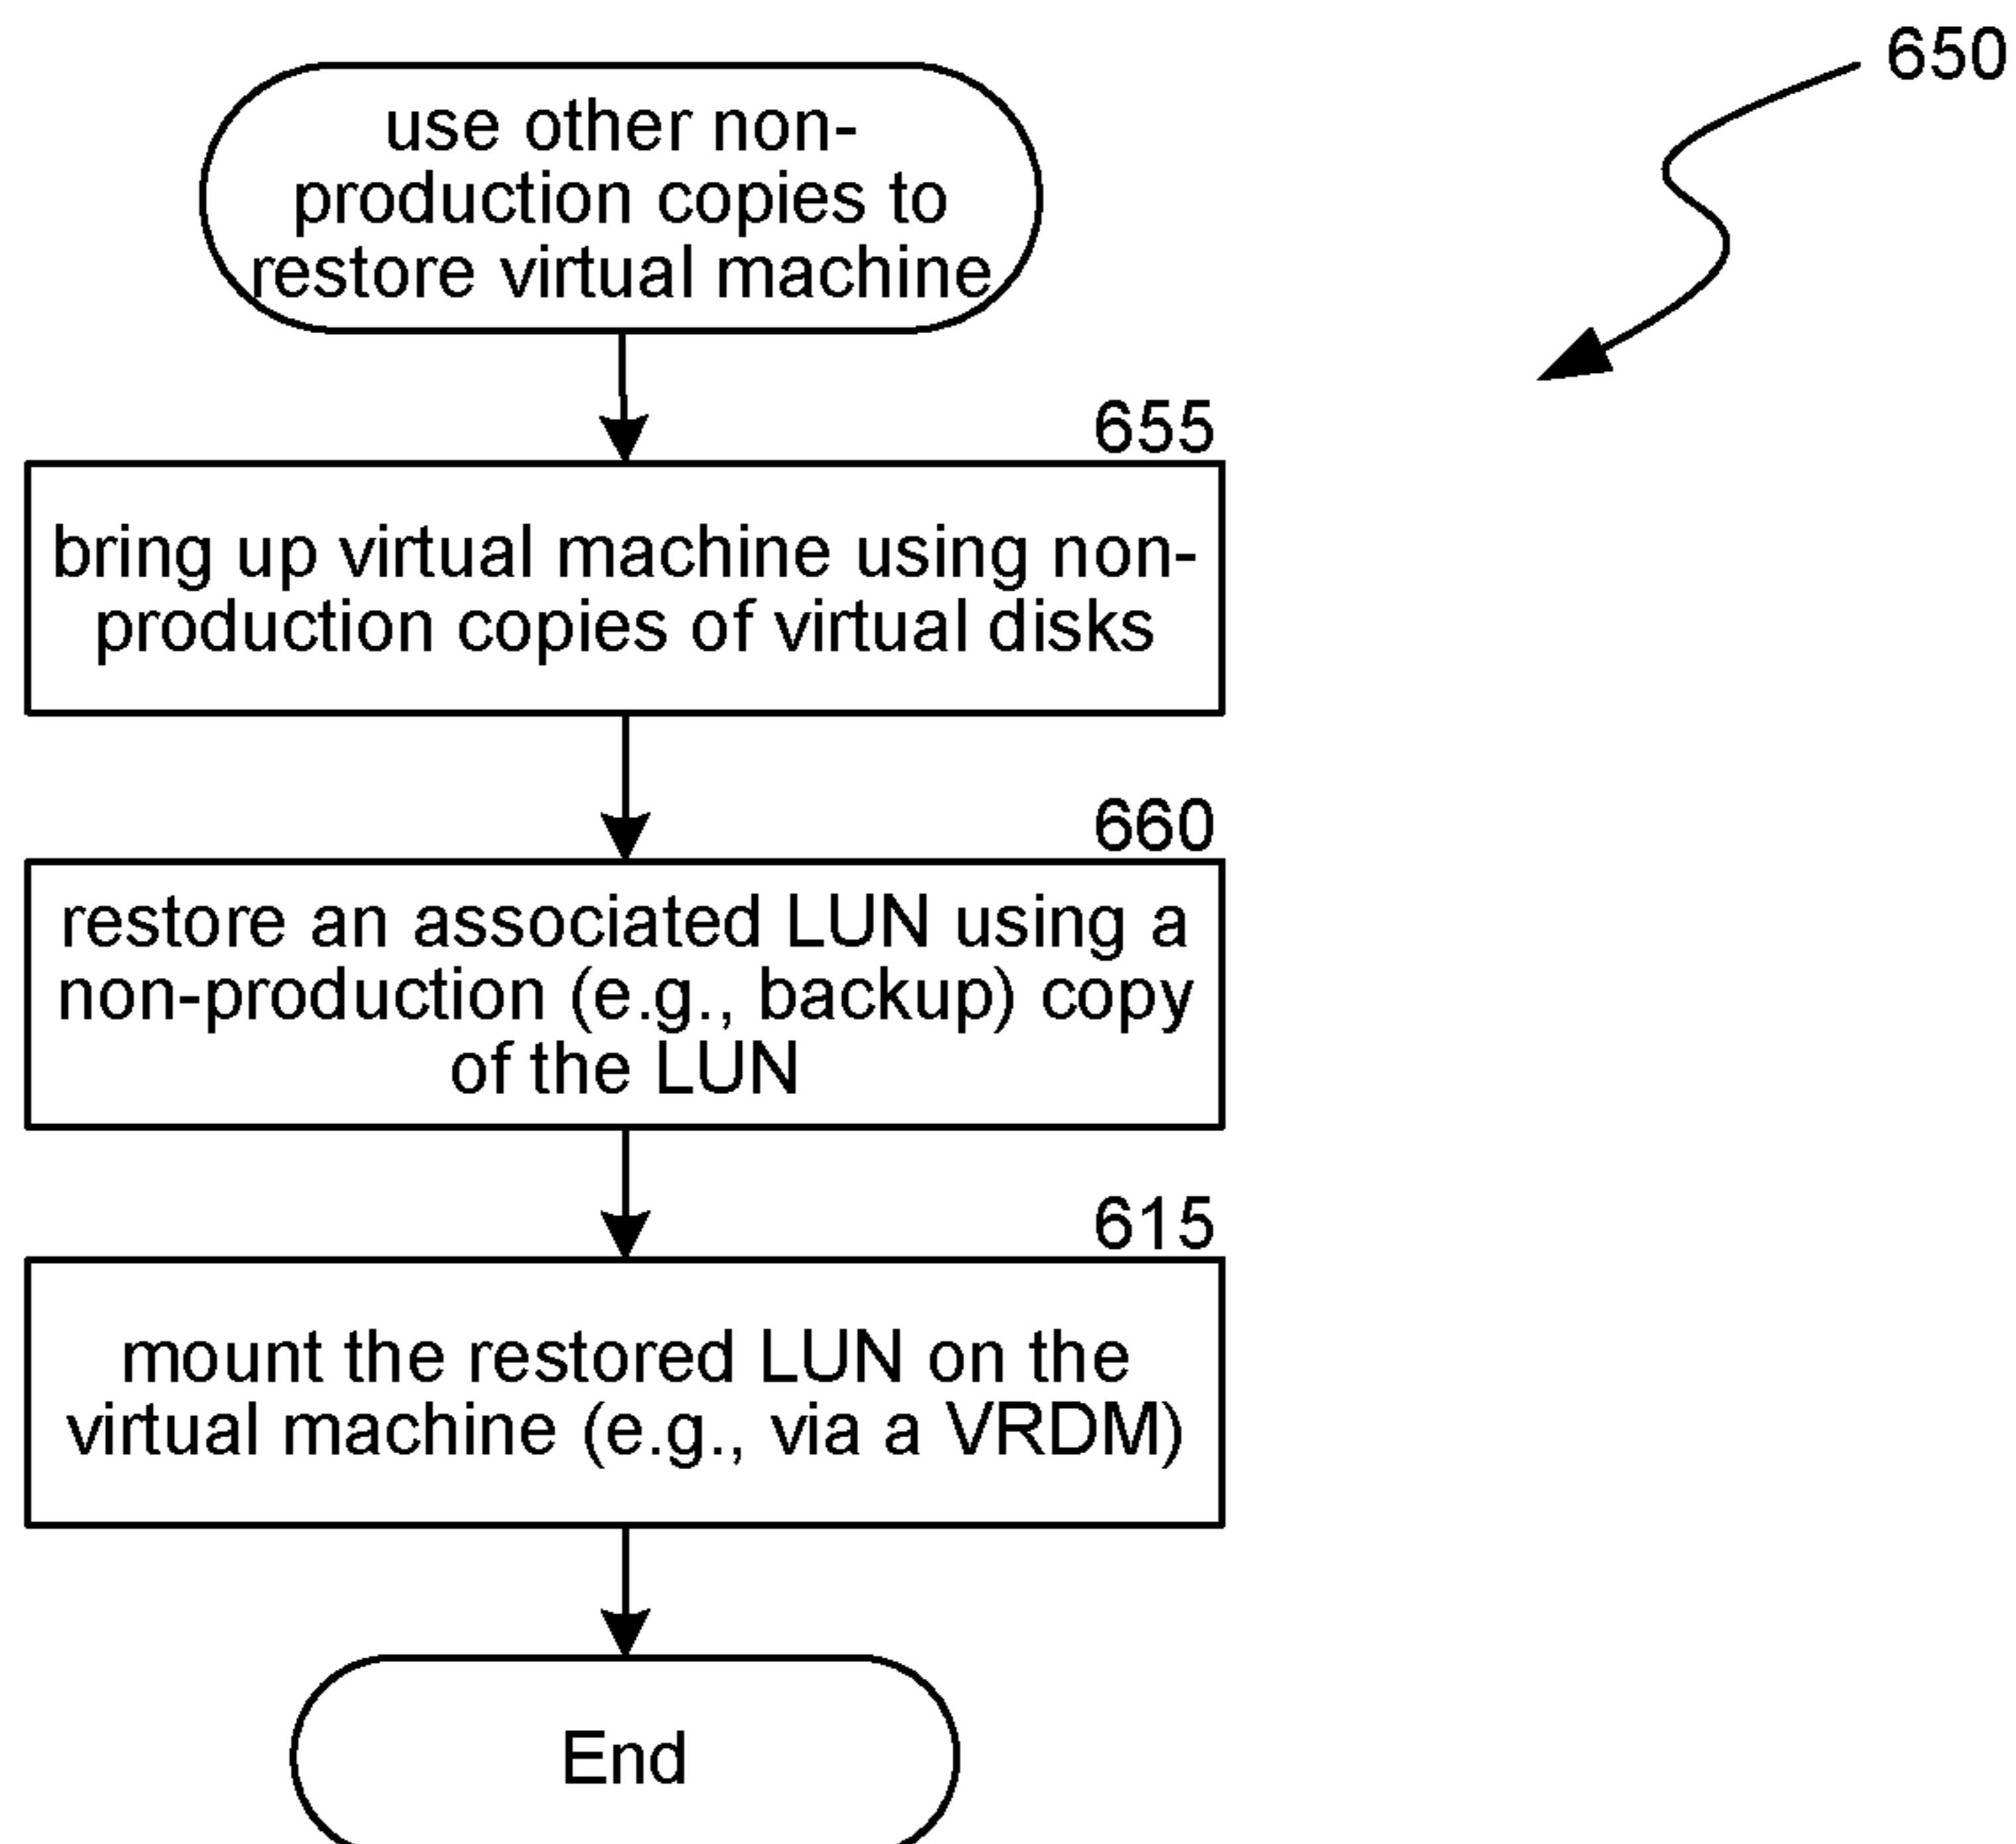 650
use other non-
production copies to
restore virtual machine
655
bring up virtual machine using non-
production copies of virtual disks
660
restore an associated LUN using a
non-production (e.g., backup) copy
of the LUN
615
mount the restored LUN on the
virtual machine (e.g., via a VRDM)
End